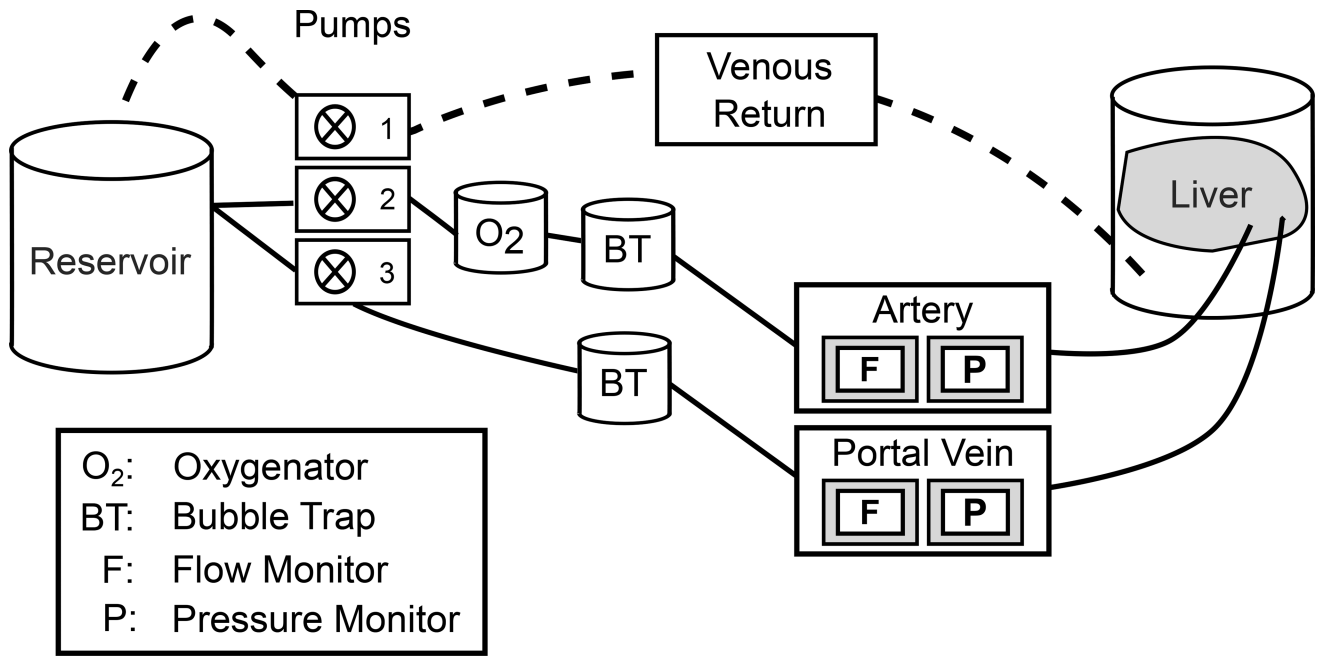 Pumps
1
2
3
Venous
Return
Reservoir
O2
BT
BT
Liver
Artery
F P
Portal Vein
F P
O₂: Oxygenator
BT: Bubble Trap
F: Flow Monitor
P: Pressure Monitor